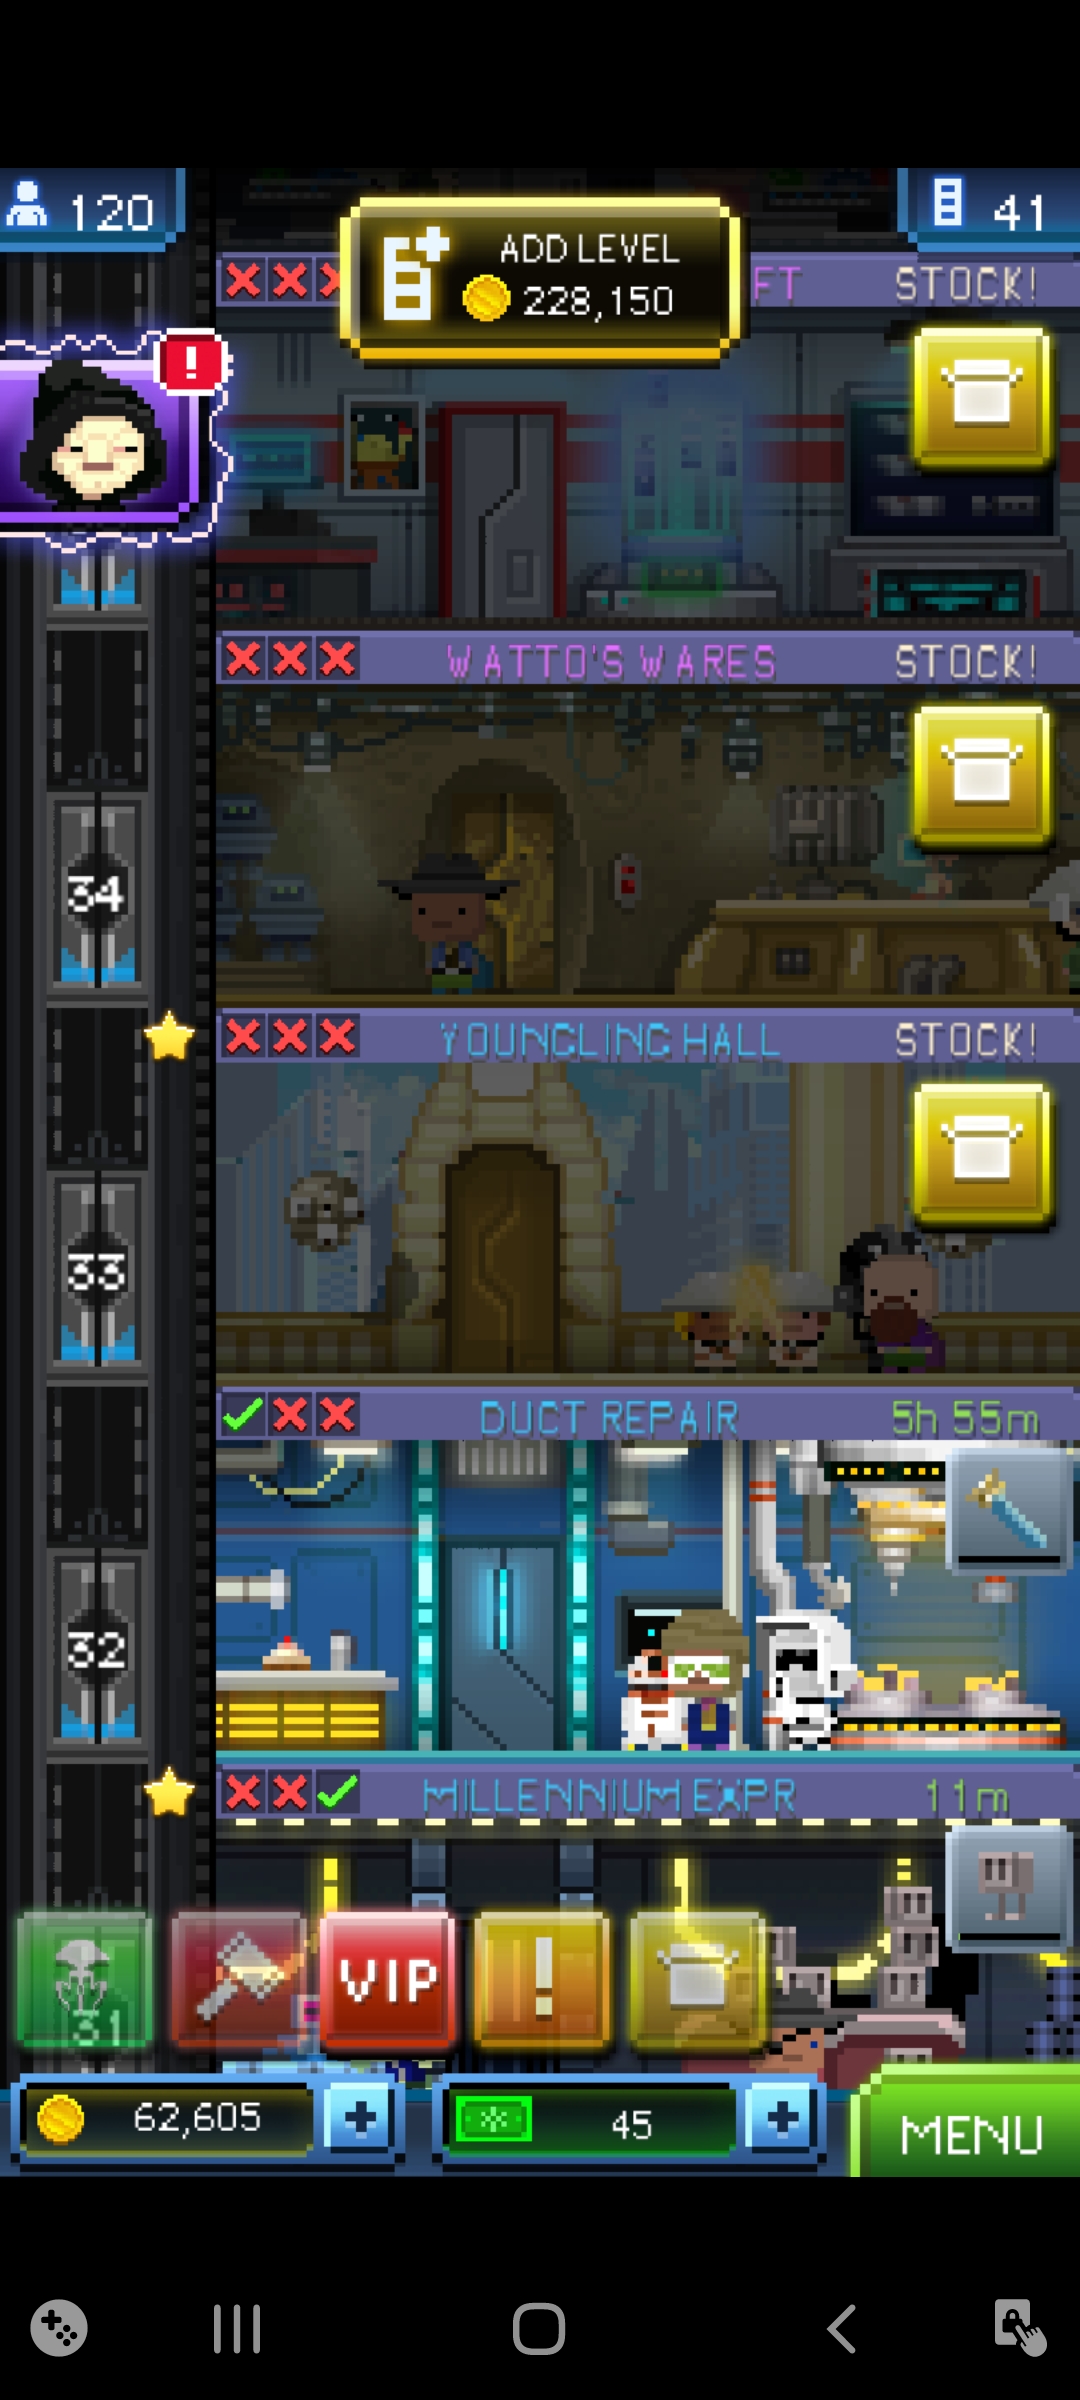 120
41
ADD LEVEL
228,150
FT
STOCK!
WATTO'S WARES
STOCK!
34
YOUNGLING HALL
STOCK!
33
DUCT REPAIR
5h 55m
32
MILLENNIUM EXPR
11m
31
VIP
!
62,605
45
MENU